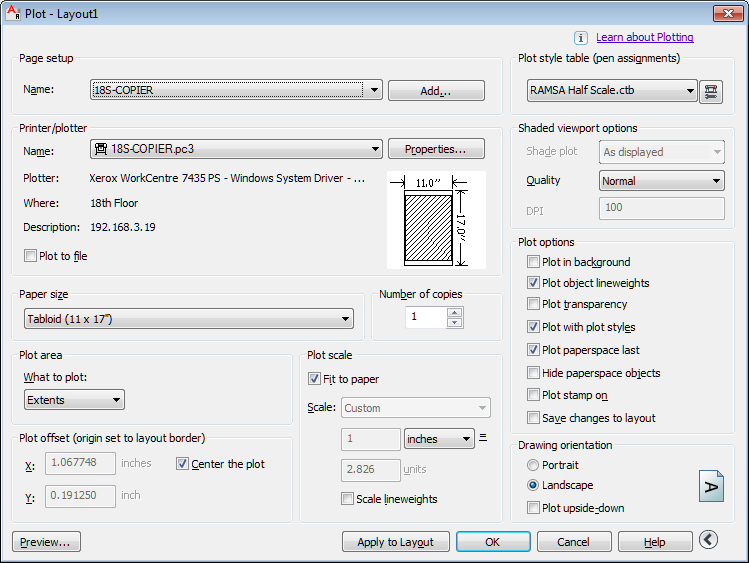 Plot - Layout1
Learn about Plotting
Page setup
Name:
18S-COPIER
Add...
Printer/plotter
Name:
18S-COPIER.pc3
Properties...
Plotter:
Xerox WorkCentre 7435 PS - Windows System Driver - ...
Where:
18th Floor
Description:
192.168.3.19
Plot to file
11.0"
17.0"
Paper size
Tabloid (11 x 17")
Number of copies
1
Plot area
What to plot:
Extents
Plot offset (origin set to layout border)
X:
1.067748
inches
Center the plot
Y:
0.191250
inch
Plot scale
Fit to paper
Scale:
Custom
1
inches
=
2.826
units
Scale lineweights
Plot style table (pen assignments)
RAMSA Half Scale.ctb
Shaded viewport options
Shade plot
As displayed
Quality
Normal
DPI
100
Plot options
Plot in background
Plot object lineweights
Plot transparency
Plot with plot styles
Plot paperspace last
Hide paperspace objects
Plot stamp on
Save changes to layout
Drawing orientation
Portrait
Landscape
Plot upside-down
A
Preview...
Apply to Layout
OK
Cancel
Help